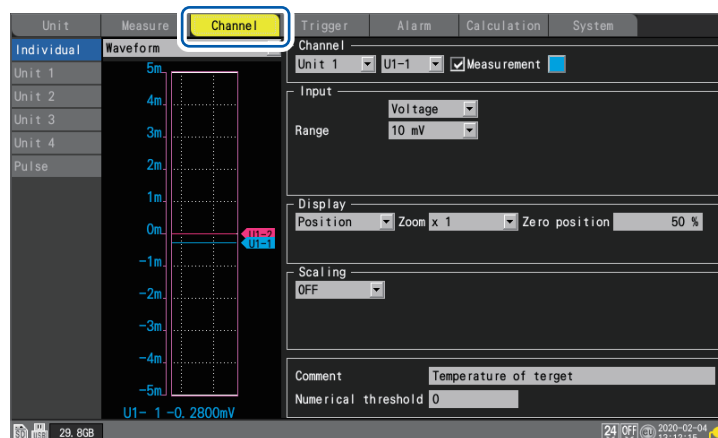 Unit Measure Channel Trigger Alarm Calculation System
Individual
Unit 1
Unit 2
Unit 3
Unit 4
Pulse
Waveform
5m
4m
3m
2m
1m
0m
-1m
-2m
-3m
-4m
-5m
U1-2
U1-1
U1- 1 -0.2800mV
Channel
Unit 1 U1-1 Measurement
Input
Voltage
Range 10 mV
Display
Position Zoom x 1 Zero position 50 %
Scaling
OFF
Comment Temperature of terget
Numerical threshold 0
SD USB 29.8GB
24 OFF 2020-02-04